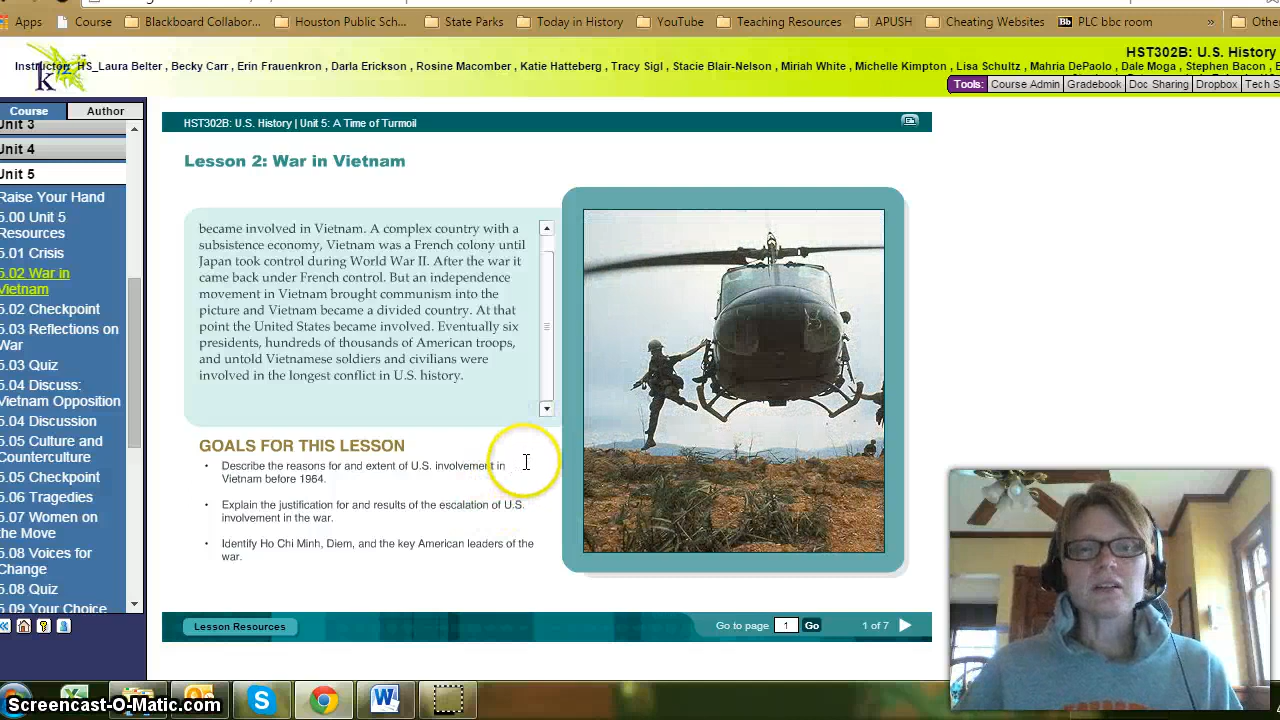 Apps Course Blackboard Collabor... Houston Public Sch... State Parks Today in History YouTube Teaching Resources APUSH Cheating Websites Bb PLC bbc room » Other
HST302B: U.S. History
Instructor: HS_Laura Belter , Becky Carr , Erin Frauenkron , Darla Erickson , Rosine Macomber , Katie Hatteberg , Tracy Sigl , Stacie Blair-Nelson , Miriah White , Michelle Kimpton , Lisa Schultz , Mahria DePaolo , Dale Moga , Stephen Bacon , E
k12
Tools: Course Admin Gradebook Doc Sharing Dropbox Tech S
Course Author
Unit 3
Unit 4
Unit 5
Raise Your Hand
5.00 Unit 5
Resources
5.01 Crisis
5.02 War in
Vietnam
5.02 Checkpoint
5.03 Reflections on
War
5.03 Quiz
5.04 Discuss:
Vietnam Opposition
5.04 Discussion
5.05 Culture and
Counterculture
5.05 Checkpoint
5.06 Tragedies
5.07 Women on
the Move
5.08 Voices for
Change
5.08 Quiz
5.09 Your Choice
HST302B: U.S. History | Unit 5: A Time of Turmoil
Lesson 2: War in Vietnam
became involved in Vietnam. A complex country with a
subsistence economy, Vietnam was a French colony until
Japan took control during World War II. After the war it
came back under French control. But an independence
movement in Vietnam brought communism into the
picture and Vietnam became a divided country. At that
point the United States became involved. Eventually six
presidents, hundreds of thousands of American troops,
and untold Vietnamese soldiers and civilians were
involved in the longest conflict in U.S. history.
GOALS FOR THIS LESSON
• Describe the reasons for and extent of U.S. involvement in
Vietnam before 1964.
• Explain the justification for and results of the escalation of U.S.
involvement in the war.
• Identify Ho Chi Minh, Diem, and the key American leaders of the
war.
Lesson Resources Go to page 1 Go 1 of 7
Screencast-O-Matic.com